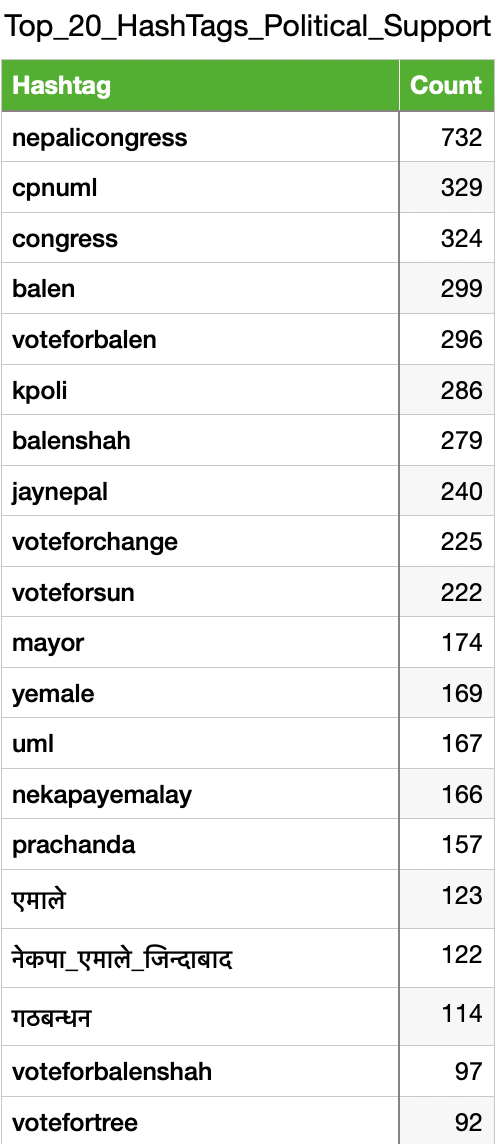 Top_20_HashTags_Political_Support
Hashtag Count
nepalicongress 732
cpnuml 329
congress 324
balen 299
voteforbalen 296
kpoli 286
balenshah 279
jaynepal 240
voteforchange 225
voteforsun 222
mayor 174
yemale 169
uml 167
nekapayemalay 166
prachanda 157
एमाले 123
नेकपा_एमाले_जिन्दाबाद 122
गठबन्धन 114
voteforbalenshah 97
votefortree 92